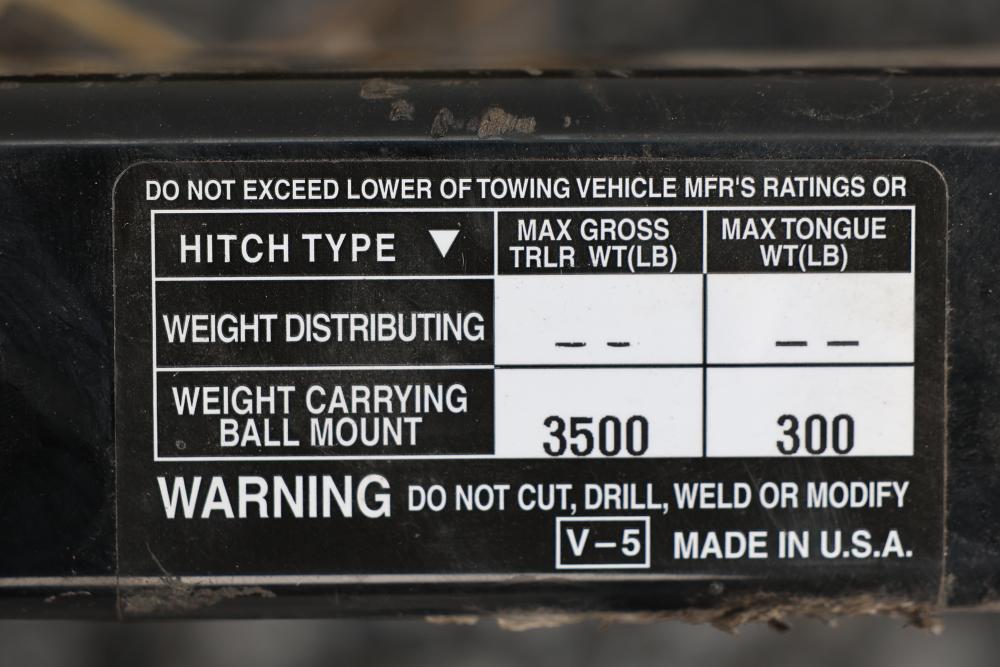 DO NOT EXCEED LOWER OF TOWING VEHICLE MFR'S RATINGS OR
HITCH TYPE ▼
MAX GROSS
TRLR WT(LB)
MAX TONGUE
WT(LB)
WEIGHT DISTRIBUTING
– –
– –
WEIGHT CARRYING
BALL MOUNT
3500
300
WARNING DO NOT CUT, DRILL, WELD OR MODIFY
V–5 MADE IN U.S.A.